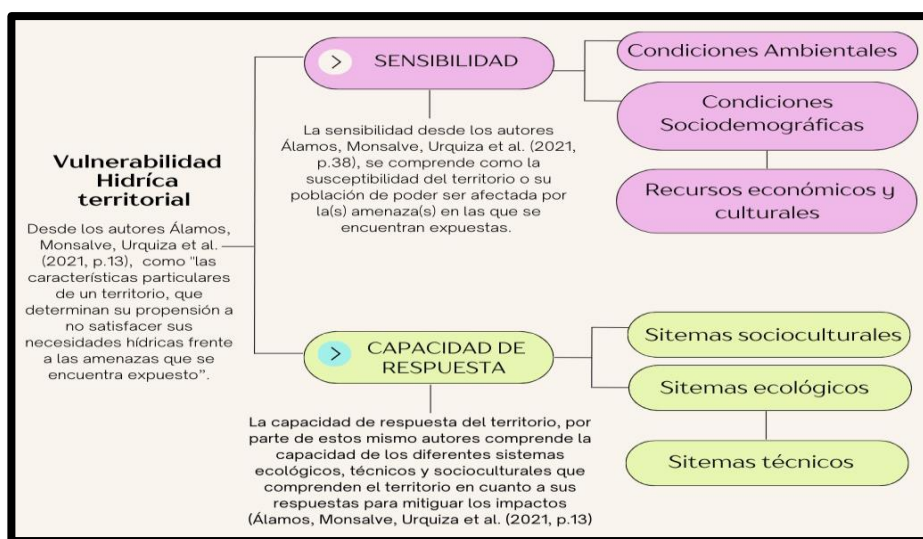 Vulnerabilidad
Hidríca
territorial
Desde los autores Álamos,
Monsalve, Urquiza et al.
(2021, p.13),  como "las
características particulares
de un territorio, que
determinan su propensión a
no satisfacer sus
necesidades hídricas frente
a las amenazas que se
encuentra expuesto”.
SENSIBILIDAD
La sensibilidad desde los autores
Álamos, Monsalve, Urquiza et al. (2021,
p.38), se comprende como la
susceptibilidad del territorio o su
población de poder ser afectada por
la(s) amenaza(s) en las que se
encuentran expuestas.
Condiciones Ambientales
Condiciones
Sociodemográficas
Recursos económicos y
culturales
CAPACIDAD DE
RESPUESTA
La capacidad de respuesta del territorio, por
parte de estos mismo autores comprende la
capacidad de los diferentes sistemas
ecológicos, técnicos y socioculturales que
comprenden el territorio en cuanto a sus
respuestas para mitiguar los impactos
(Álamos, Monsalve, Urquiza et al. (2021, p.13)
Sitemas socioculturales
Sitemas ecológicos
Sitemas técnicos